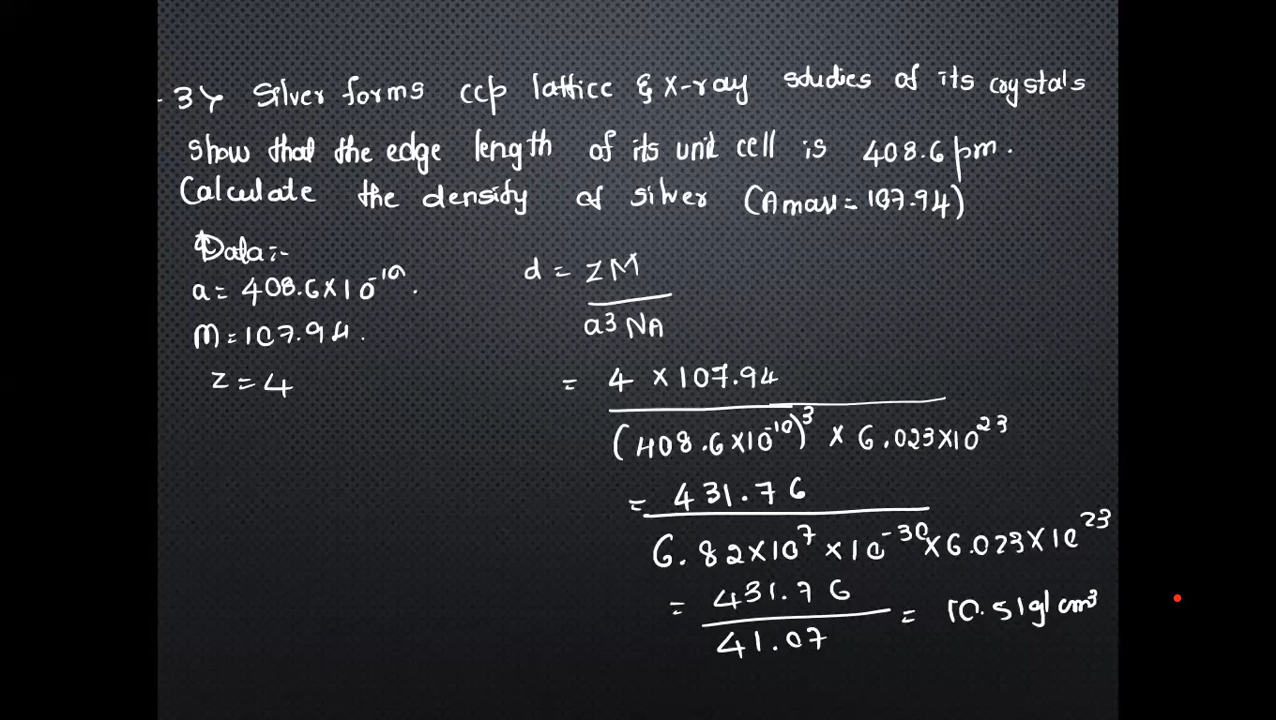 3) Silver forms ccp lattice & X-ray studies of its crystals
show that the edge length of its unit cell is 408.6 pm.
Calculate the density of silver (Amass = 107.94)
Data:-
a = 408.6×10⁻¹⁰.
M = 107.94.
Z = 4
d = ZM
a³ NA
= 4 × 107.94
(408.6×10⁻¹⁰)³ × 6.023×10²³
= 431.76
6.82×10⁷ ×10⁻³⁰×6.023×10²³
= 431.76 = 10.51g/cm³
41.07